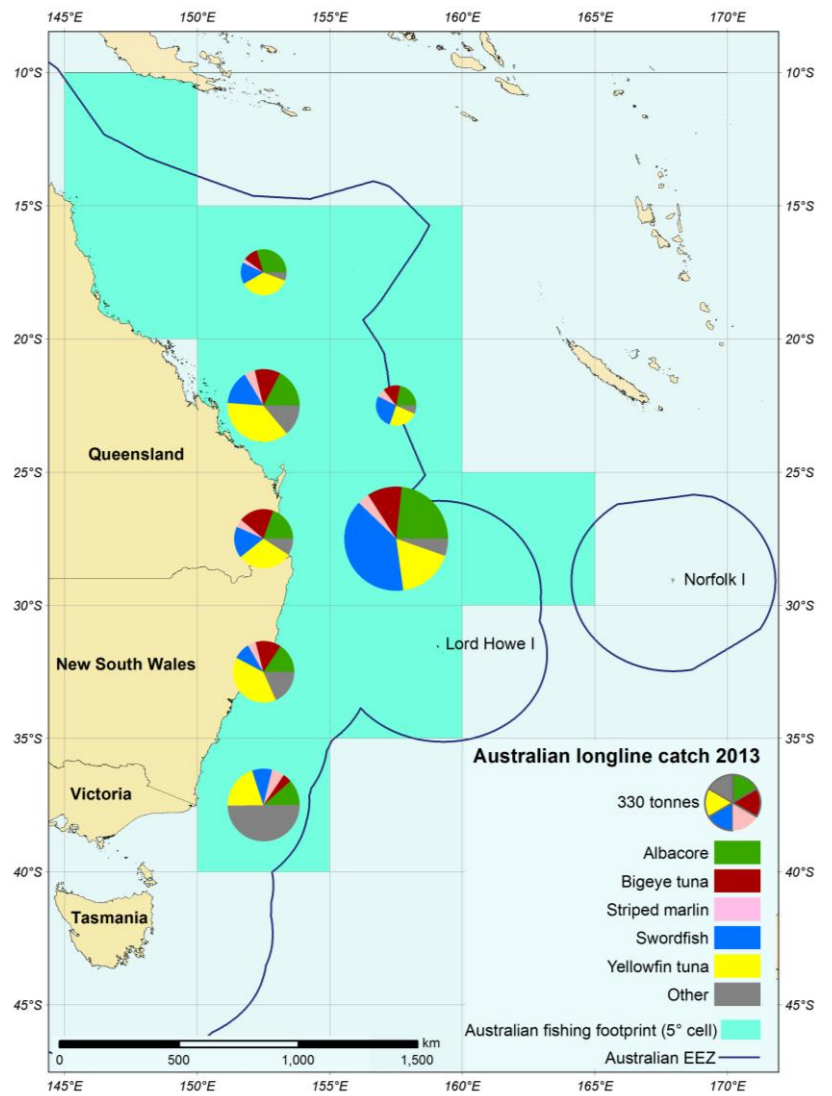 145°E 150°E 155°E 160°E 165°E 170°E
10°S 10°S
15°S 15°S
20°S 20°S
Queensland
25°S 25°S
Norfolk I
30°S 30°S
Lord Howe I
New South Wales
35°S 35°S
Australian longline catch 2013
Victoria
330 tonnes
Albacore
40°S 40°S
Bigeye tuna
Striped marlin
Tasmania
Swordfish
Yellowfin tuna
Other
45°S 45°S
Australian fishing footprint (5° cell)
km
Australian EEZ
0 500 1,000 1,500
145°E 150°E 155°E 160°E 165°E 170°E